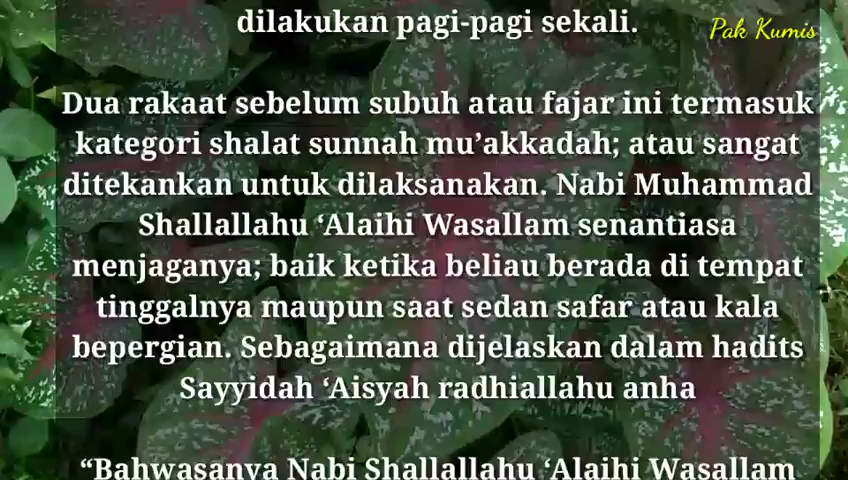 dilakukan pagi-pagi sekali.
Pak Kumis
Dua rakaat sebelum subuh atau fajar ini termasuk
kategori shalat sunnah mu’akkadah; atau sangat
ditekankan untuk dilaksanakan. Nabi Muhammad
Shallallahu ‘Alaihi Wasallam senantiasa
menjaganya; baik ketika beliau berada di tempat
tinggalnya maupun saat sedan safar atau kala
bepergian. Sebagaimana dijelaskan dalam hadits
Sayyidah ‘Aisyah radhiallahu anha
“Bahwasanya Nabi Shallallahu ‘Alaihi Wasallam